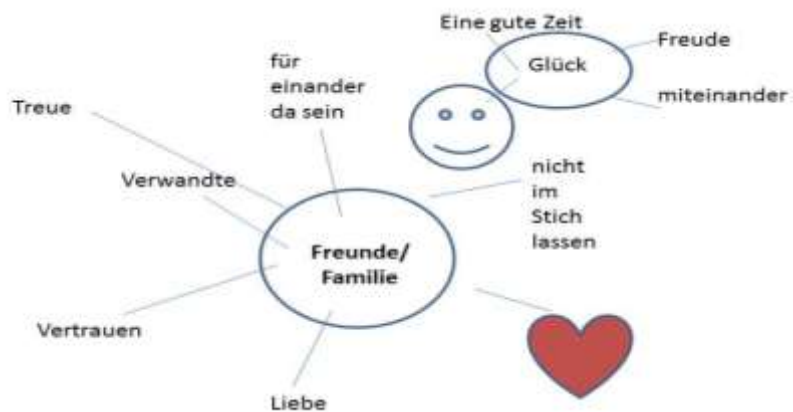 Eine gute Zeit
Freude
Glück
miteinander
für
einander
da sein
Treue
Verwandte
nicht
im
Stich
lassen
Freunde/
Familie
Vertrauen
Liebe